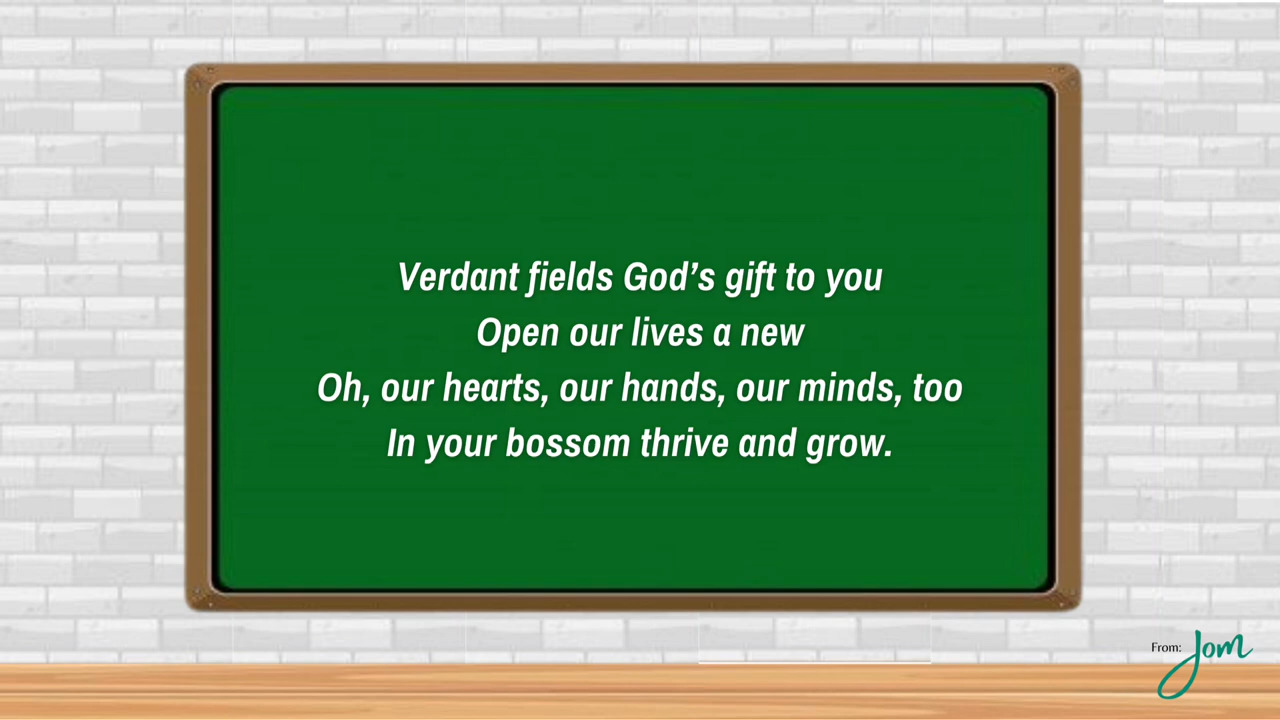 Verdant fields God’s gift to you
Open our lives a new
Oh, our hearts, our hands, our minds, too
In your bossom thrive and grow.
From: Jom